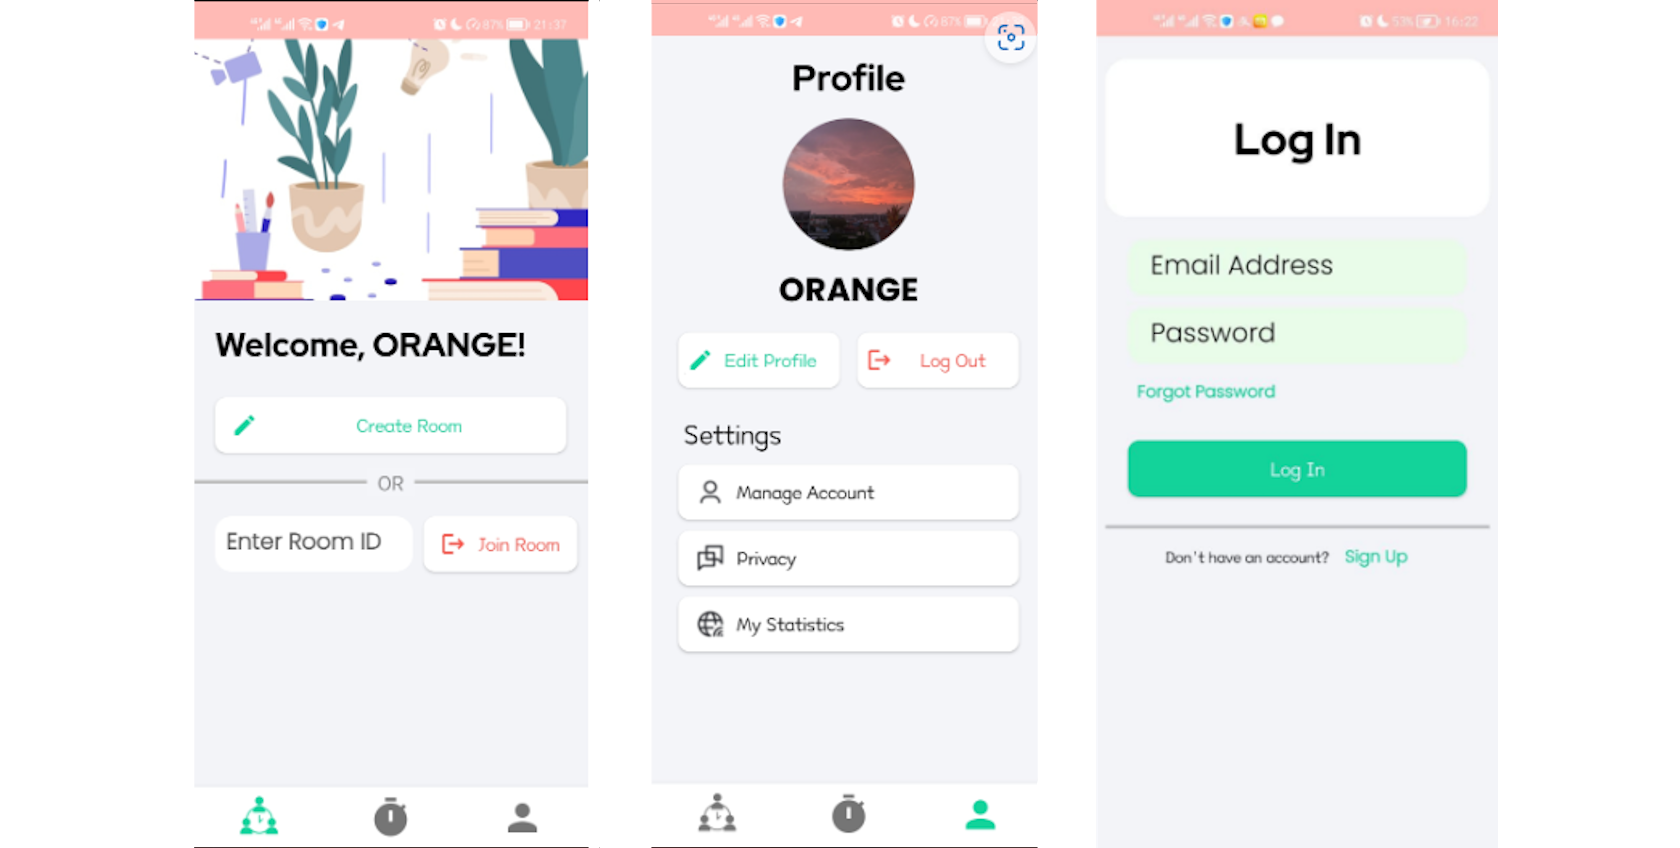 87% 21:37
Welcome, ORANGE!
Create Room
OR
Enter Room ID
Join Room
87%
Profile
ORANGE
Edit Profile
Log Out
Settings
Manage Account
Privacy
My Statistics
53% 16:22
Log In
Email Address
Password
Forgot Password
Log In
Don't have an account? Sign Up